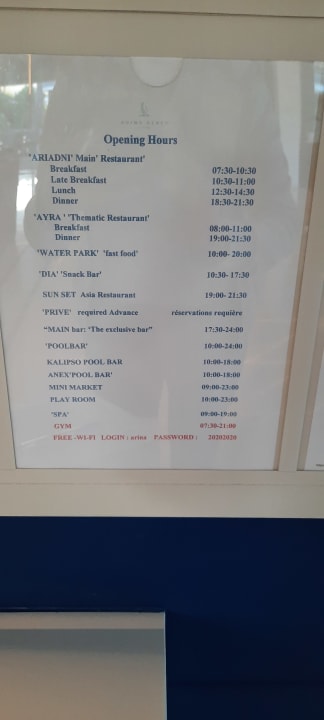 Opening Hours
'ARIADNI' Main' Restaurant'
Breakfast 07:30-10:30
Late Breakfast 10:30-11:00
Lunch 12:30-14:30
Dinner 18:30-21:30
'AYRA ' 'Thematic Restaurant'
Breakfast 08:00-11:00
Dinner 19:00-21:30
'WATER PARK' 'fast food' 10:00- 20:00
'DIA' 'Snack Bar' 10:30- 17:30
SUN SET Asia Restaurant 19:00- 21:30
'PRIVE' required Advance réservations requière
"MAIN bar: 'The exclusive bar" 17:30-24:00
'POOLBAR' 10:00-24:00
KALIPSO POOL BAR 10:00-18:00
ANEX'POOL BAR' 10:00-18:00
MINI MARKET 09:00-23:00
PLAY ROOM 10:00-23:00
'SPA' 09:00-19:00
GYM 07:30-21:00
FREE -WI-FI LOGIN : arina PASSWORD : 20202020